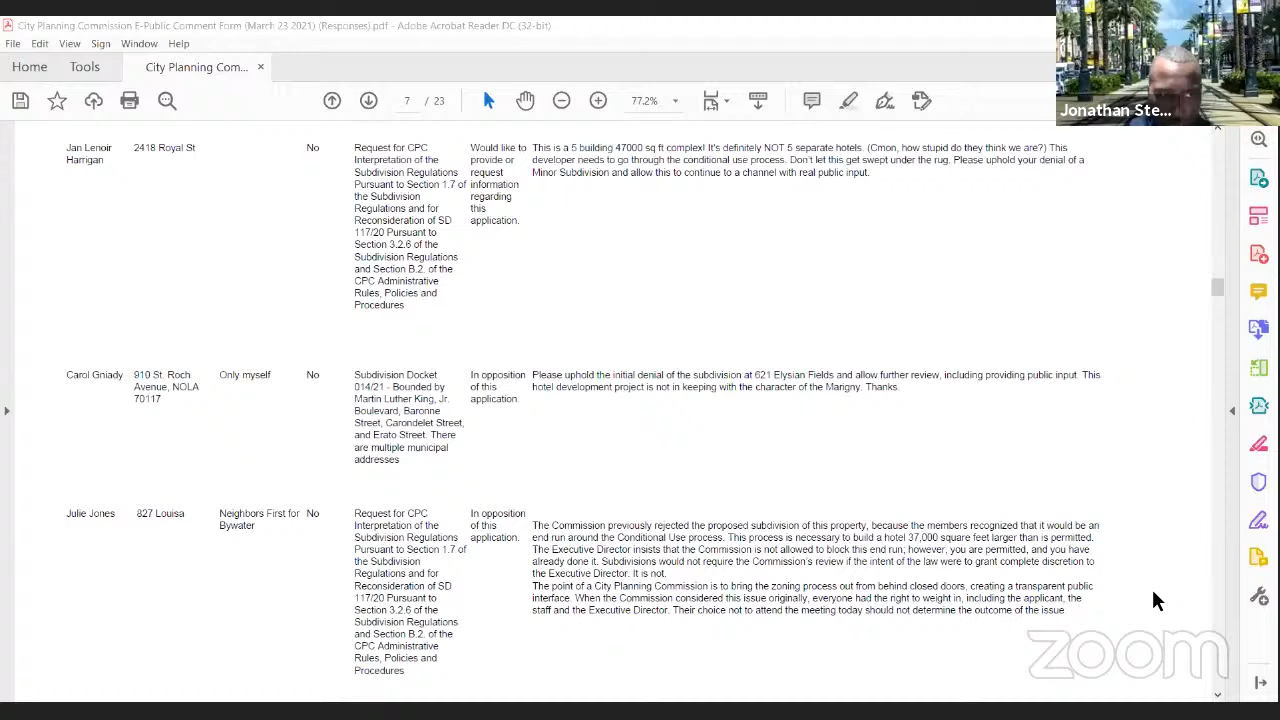 City Planning Commission E-Public Comment Form (March 23 2021) (Responses).pdf - Adobe Acrobat Reader DC (32-bit)
File Edit View Sign Window Help
Home Tools City Planning Com... ×
7 / 23 77.2%
Jonathan Ste...
Jan Lenoir
Harrigan
2418 Royal St
No
Request for CPC
Interpretation of the
Subdivision Regulations
Pursuant to Section 1.7 of
the Subdivision
Regulations and for
Reconsideration of SD
117/20 Pursuant to
Section 3.2.6 of the
Subdivision Regulations
and Section B.2. of the
CPC Administrative
Rules, Policies and
Procedures
Would like to
provide or
request
information
regarding
this
application.
This is a 5 building 47000 sq ft complex! It's definitely NOT 5 separate hotels. (Cmon, how stupid do they think we are?) This
developer needs to go through the conditional use process. Don't let this get swept under the rug. Please uphold your denial of a
Minor Subdivision and allow this to continue to a channel with real public input.
Carol Gniady
910 St. Roch
Avenue, NOLA
70117
Only myself
No
Subdivision Docket
014/21 - Bounded by
Martin Luther King, Jr.
Boulevard, Baronne
Street, Carondelet Street,
and Erato Street. There
are multiple municipal
addresses
In opposition
of this
application.
Please uphold the initial denial of the subdivision at 621 Elysian Fields and allow further review, including providing public input. This
hotel development project is not in keeping with the character of the Marigny. Thanks.
Julie Jones
827 Louisa
Neighbors First for
Bywater
No
Request for CPC
Interpretation of the
Subdivision Regulations
Pursuant to Section 1.7 of
the Subdivision
Regulations and for
Reconsideration of SD
117/20 Pursuant to
Section 3.2.6 of the
Subdivision Regulations
and Section B.2. of the
CPC Administrative
Rules, Policies and
Procedures
In opposition
of this
application.
The Commission previously rejected the proposed subdivision of this property, because the members recognized that it would be an
end run around the Conditional Use process. This process is necessary to build a hotel 37,000 square feet larger than is permitted.
The Executive Director insists that the Commission is not allowed to block this end run; however, you are permitted, and you have
already done it. Subdivisions would not require the Commission's review if the intent of the law were to grant complete discretion to
the Executive Director. It is not.
The point of a City Planning Commission is to bring the zoning process out from behind closed doors, creating a transparent public
interface. When the Commission considered this issue originally, everyone had the right to weight in, including the applicant, the
staff and the Executive Director. Their choice not to attend the meeting today should not determine the outcome of the issue
zoom